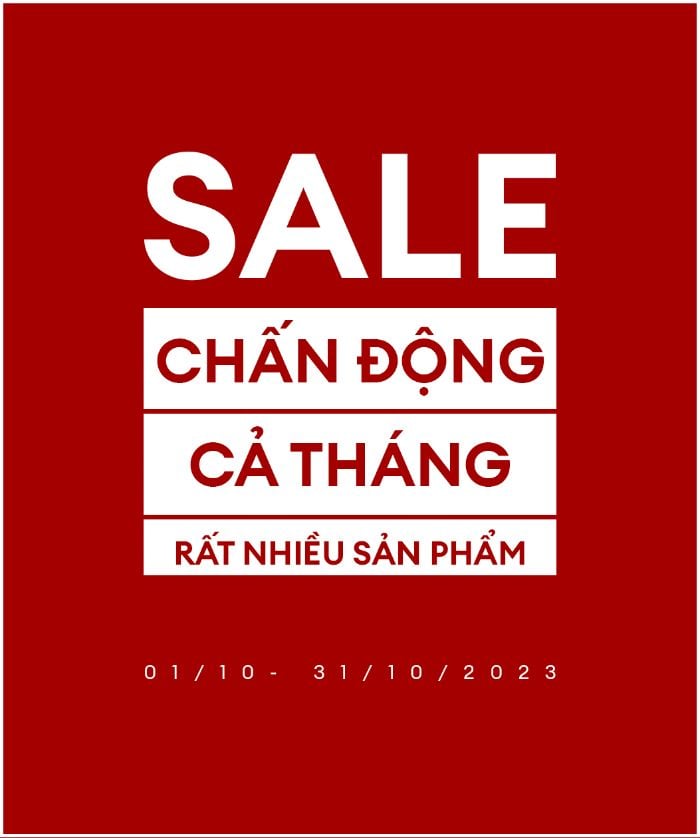 SALE
CHẤN ĐỘNG
CẢ THÁNG
RẤT NHIỀU SẢN PHẨM
01/10- 31/10/2023